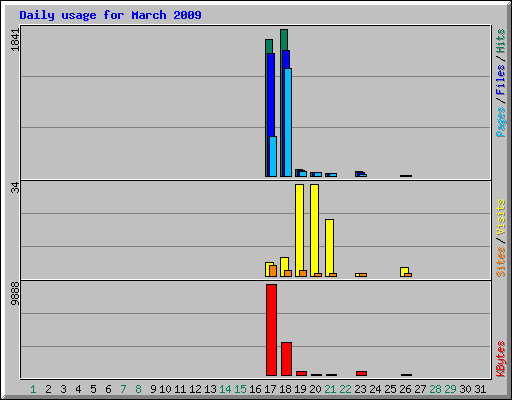 Daily usage for March 2009
1841
Pages / Files / Hits
34
Sites / Visits
9888
KBytes
1 2 3 4 5 6 7 8 9 10 11 12 13 14 15 16 17 18 19 20 21 22 23 24 25 26 27 28 29 30 31